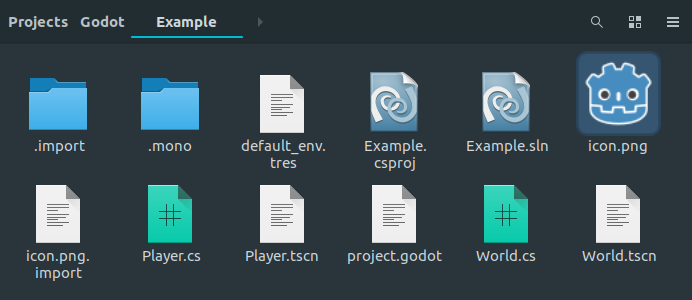 Projects Godot Example
.import .mono default_env. Example. Example.sln icon.png
tres csproj
icon.png. Player.cs Player.tscn project.godot World.cs World.tscn
import